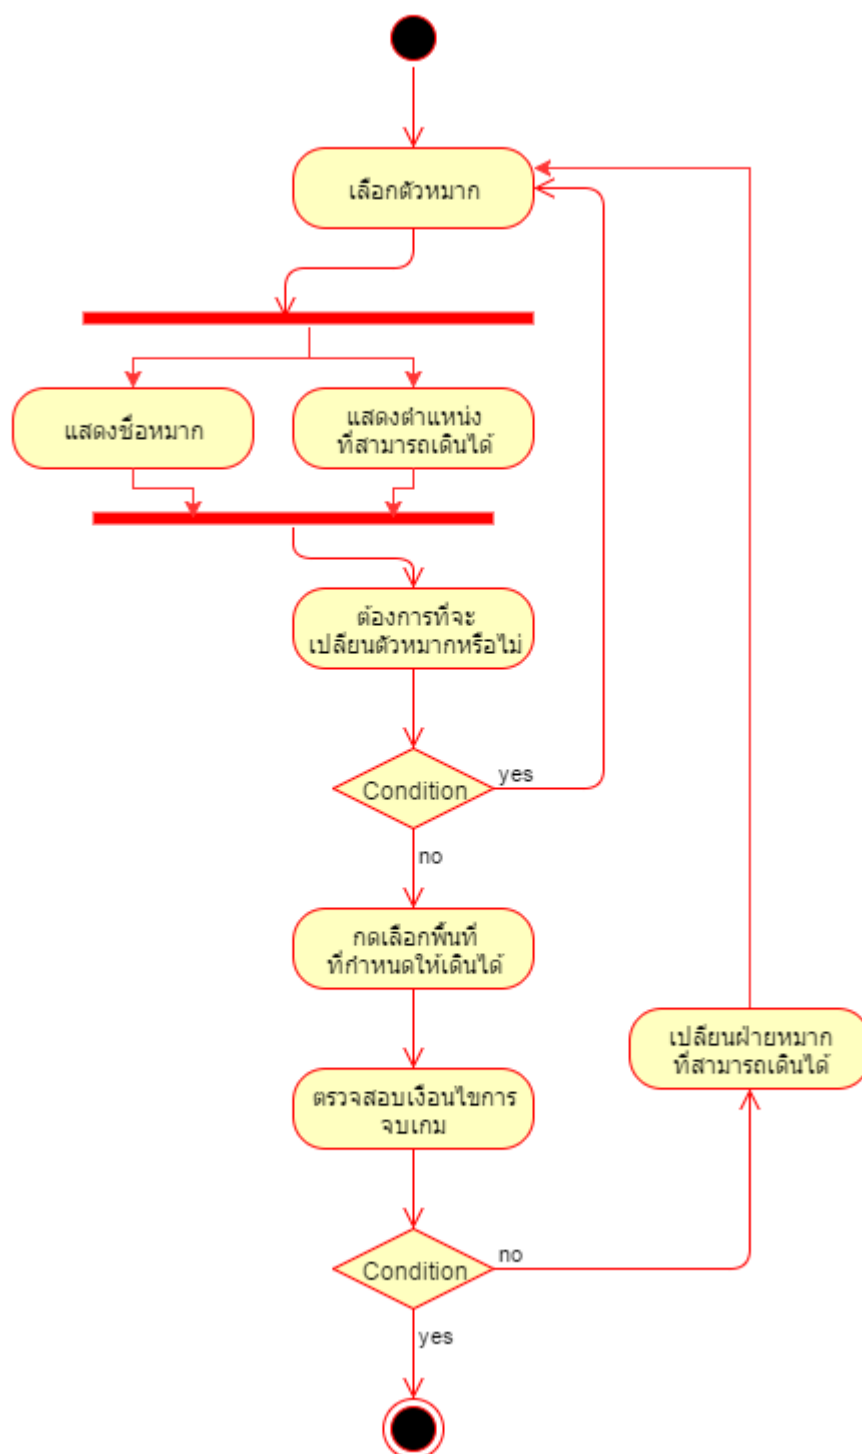 เลือกตัวหมาก
แสดงชื่อหมาก
แสดงตำแหน่ง
ที่สามารถเดินได้
ต้องการที่จะ
เปลี่ยนตัวหมากหรือไม่
Condition
yes
no
กดเลือกพื้นที่
ที่กำหนดให้เดินได้
เปลี่ยนฝ่ายหมาก
ที่สามารถเดินได้
ตรวจสอบเงื่อนไขการ
จบเกม
Condition
no
yes